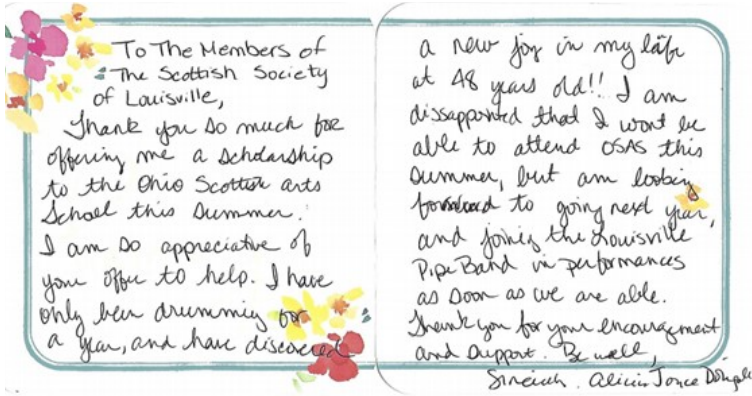 To The Members of
The Scottish Society
of Louisville,
Thank you so much for
offering me a scholarship
to the Ohio Scottish arts
School this summer.
I am so appreciative of
your offer to help. I have
only been drumming for
a year, and have discovered
a new joy in my life
at 48 years old!! I am
dissappointed that I wont be
able to attend OSAS this
summer, but am looking
forward to going next year,
and joining the Louisville
Pipe Band in performances
as soon as we are able.
Thank you for your encouragement
and support. Be well,
Alicia Joyce